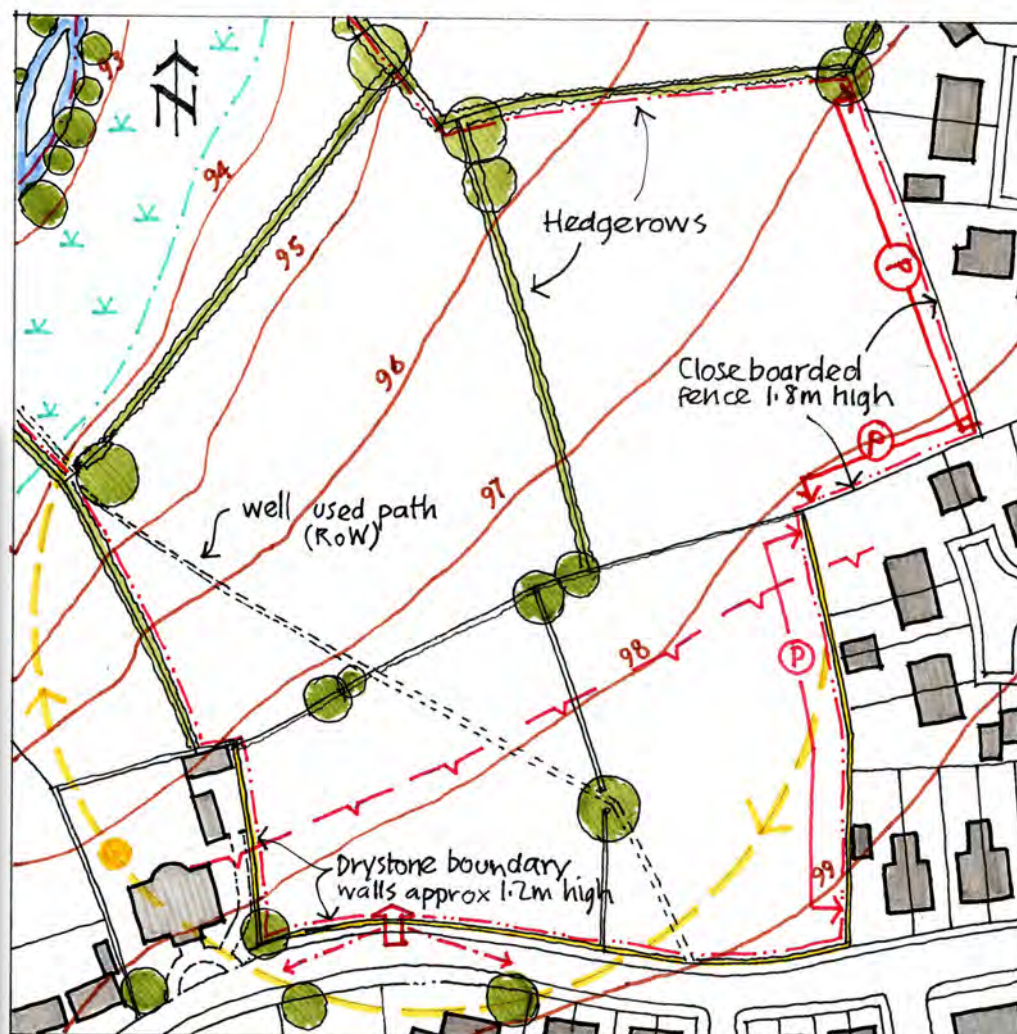 93
N
94
95
Hedgerows
96
P
Closeboarded
fence 1.8m high
P
97
well used path
(RoW)
98
P
99
Drystone boundary
walls approx 1.2m high